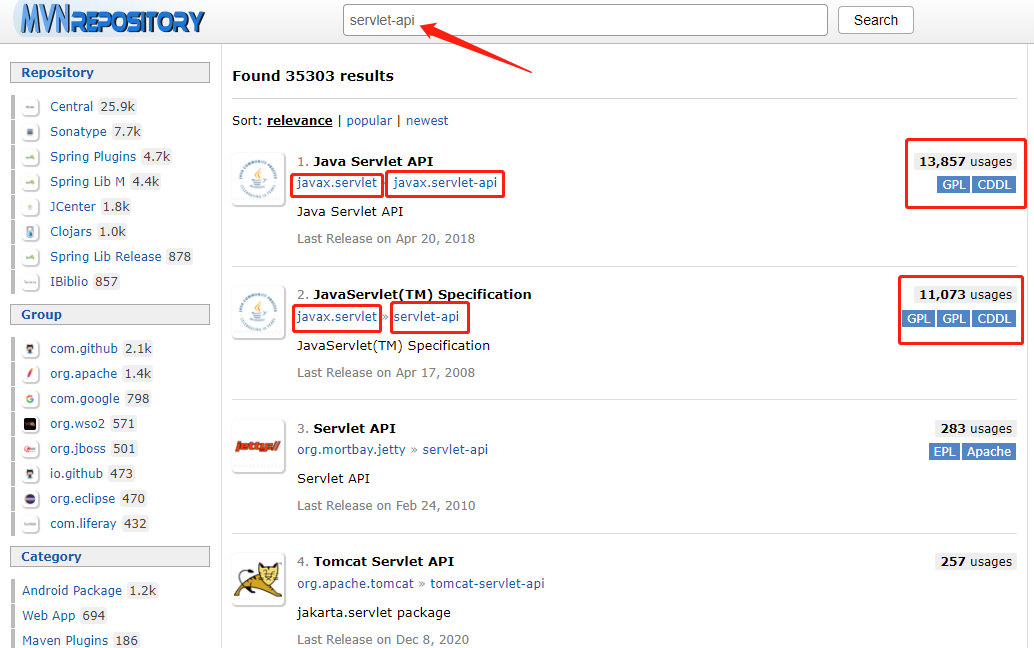 MVNREPOSITORY
servlet-api
Search
Repository
Central 25.9k
Sonatype 7.7k
Spring Plugins 4.7k
Spring Lib M 4.4k
JCenter 1.8k
Clojars 1.0k
Spring Lib Release 878
IBiblio 857
Group
com.github 2.1k
org.apache 1.4k
com.google 798
org.wso2 571
org.jboss 501
io.github 473
org.eclipse 470
com.liferay 432
Category
Android Package 1.2k
Web App 694
Maven Plugins 186
Found 35303 results
Sort: relevance | popular | newest
1. Java Servlet API
13,857 usages
javax.servlet javax.servlet-api
GPL CDDL
Java Servlet API
Last Release on Apr 20, 2018
2. JavaServlet(TM) Specification
11,073 usages
javax.servlet » servlet-api
GPL GPL CDDL
JavaServlet(TM) Specification
Last Release on Apr 17, 2008
jetty://
3. Servlet API
283 usages
org.mortbay.jetty » servlet-api
EPL Apache
Servlet API
Last Release on Feb 24, 2010
4. Tomcat Servlet API
257 usages
org.apache.tomcat » tomcat-servlet-api
jakarta.servlet package
Last Release on Dec 8, 2020